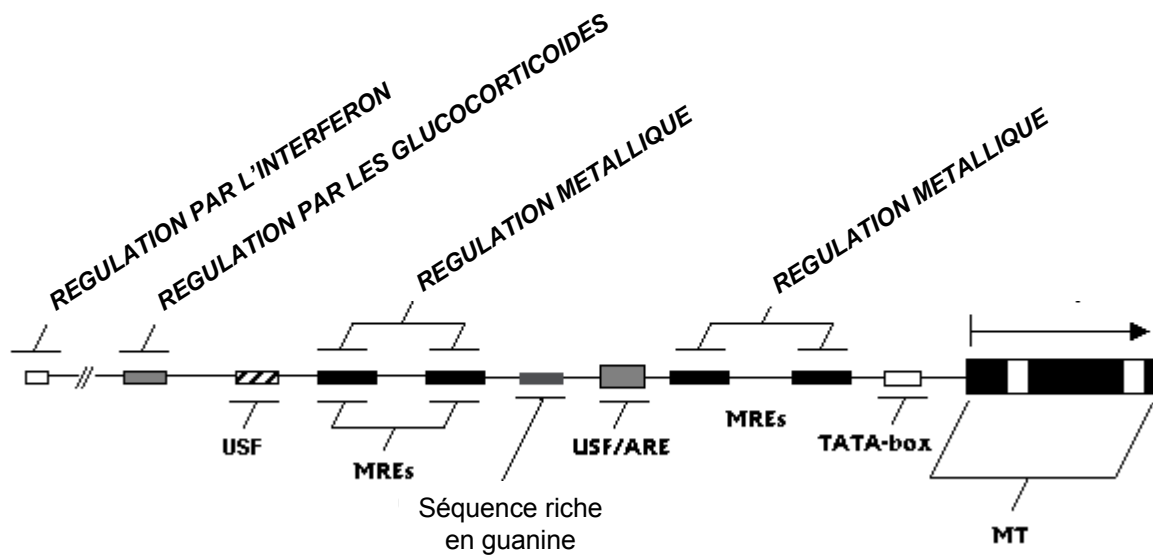 REGULATION PAR L'INTERFERON
REGULATION PAR LES GLUCOCORTICOIDES
REGULATION METALLIQUE
REGULATION METALLIQUE
USF
MREs
USF/ARE
MREs
TATA-box
Séquence riche
en guanine
MT